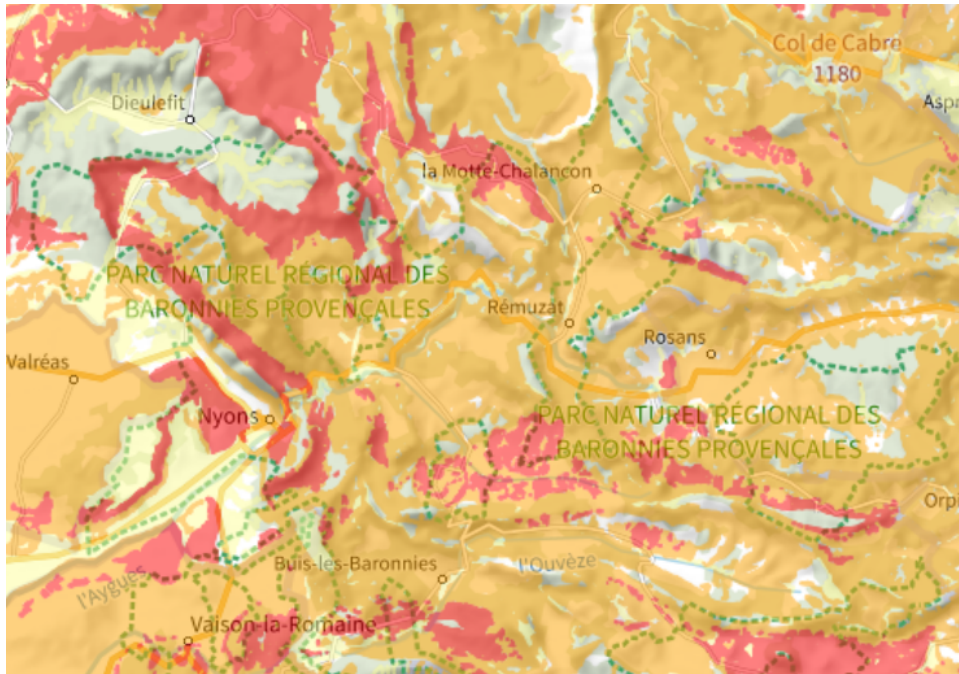 Col de Cabre
1180
Dieulefit
Aspa
la Motte-Chalancon
PARC NATUREL RÉGIONAL DES
BARONNIES PROVENÇALES
Rémuzat
Rosans
Valréas
Nyons
PARC NATUREL RÉGIONAL DES
BARONNIES PROVENÇALES
Orpi
Buis-les-Baronnies
l'Ouvèze
l'Aygues
Vaison-la-Romaine